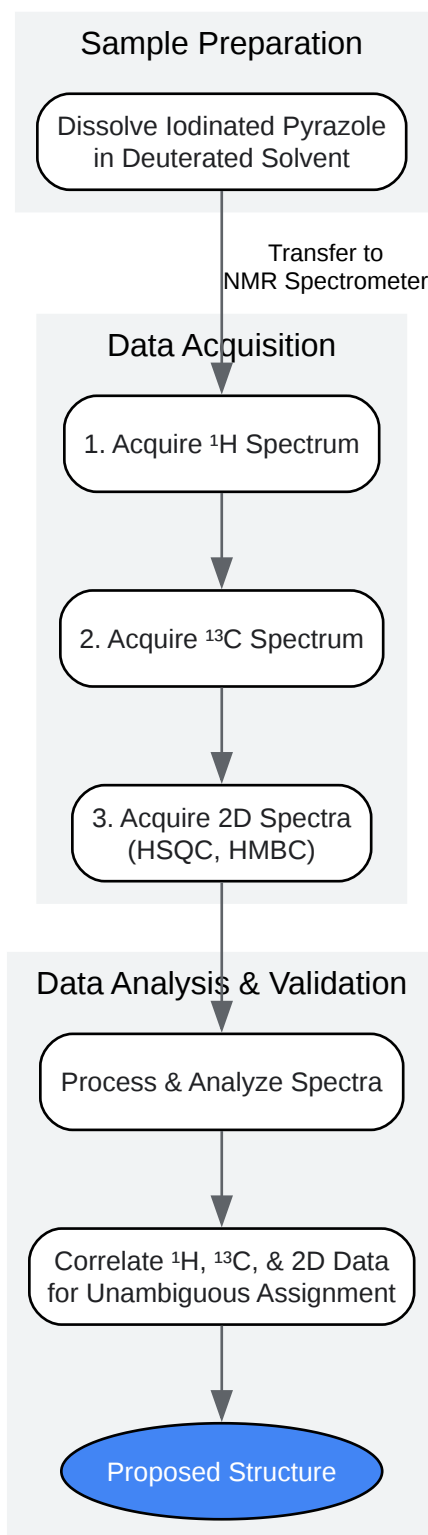 Sample Preparation
Dissolve Iodinated Pyrazole
in Deuterated Solvent
Transfer to
NMR Spectrometer
Data Acquisition
1. Acquire ¹H Spectrum
2. Acquire ¹³C Spectrum
3. Acquire 2D Spectra
(HSQC, HMBC)
Data Analysis & Validation
Process & Analyze Spectra
Correlate ¹H, ¹³C, & 2D Data
for Unambiguous Assignment
Proposed Structure